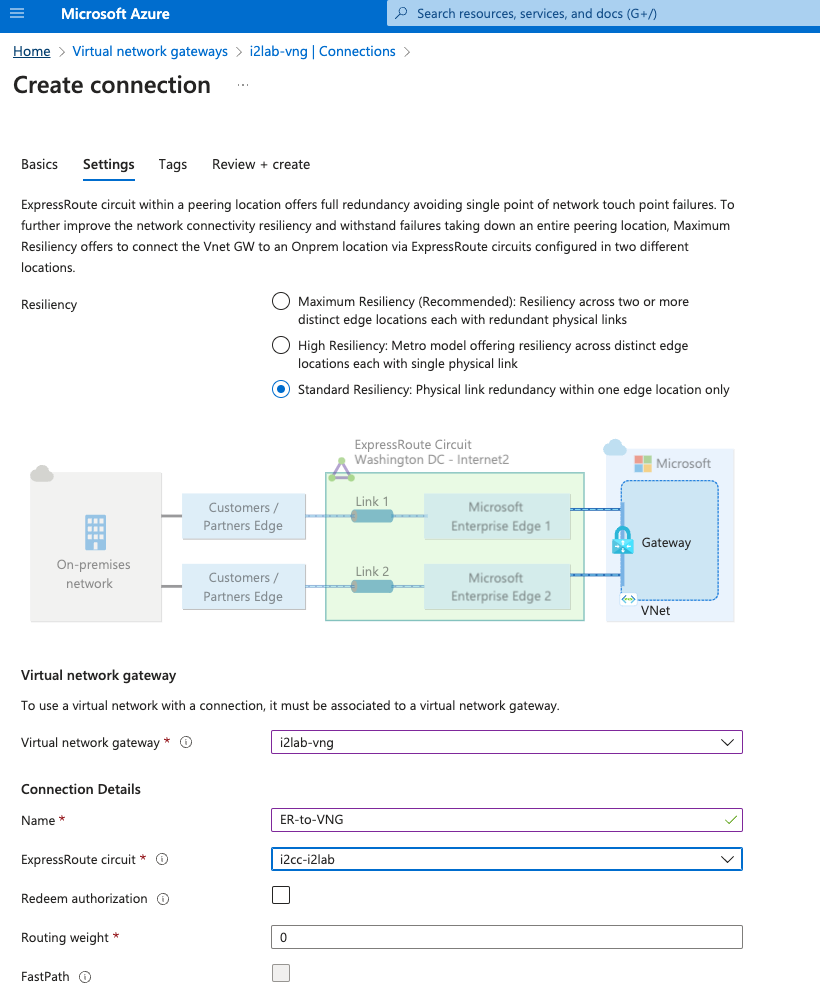 Microsoft Azure
Search resources, services, and docs (G+/)
Home > Virtual network gateways > i2lab-vng | Connections >
Create connection ...
Basics Settings Tags Review + create
ExpressRoute circuit within a peering location offers full redundancy avoiding single point of network touch point failures. To
further improve the network connectivity resiliency and withstand failures taking down an entire peering location, Maximum
Resiliency offers to connect the Vnet GW to an Onprem location via ExpressRoute circuits configured in two different
locations.
Resiliency
Maximum Resiliency (Recommended): Resiliency across two or more
distinct edge locations each with redundant physical links
High Resiliency: Metro model offering resiliency across distinct edge
locations each with single physical link
Standard Resiliency: Physical link redundancy within one edge location only
ExpressRoute Circuit
Washington DC - Internet2
Microsoft
On-premises
network
Customers /
Partners Edge
Link 1
Microsoft
Enterprise Edge 1
Customers /
Partners Edge
Link 2
Microsoft
Enterprise Edge 2
Gateway
VNet
Virtual network gateway
To use a virtual network with a connection, it must be associated to a virtual network gateway.
Virtual network gateway * i2lab-vng
Connection Details
Name * ER-to-VNG
ExpressRoute circuit * i2cc-i2lab
Redeem authorization
Routing weight * 0
FastPath